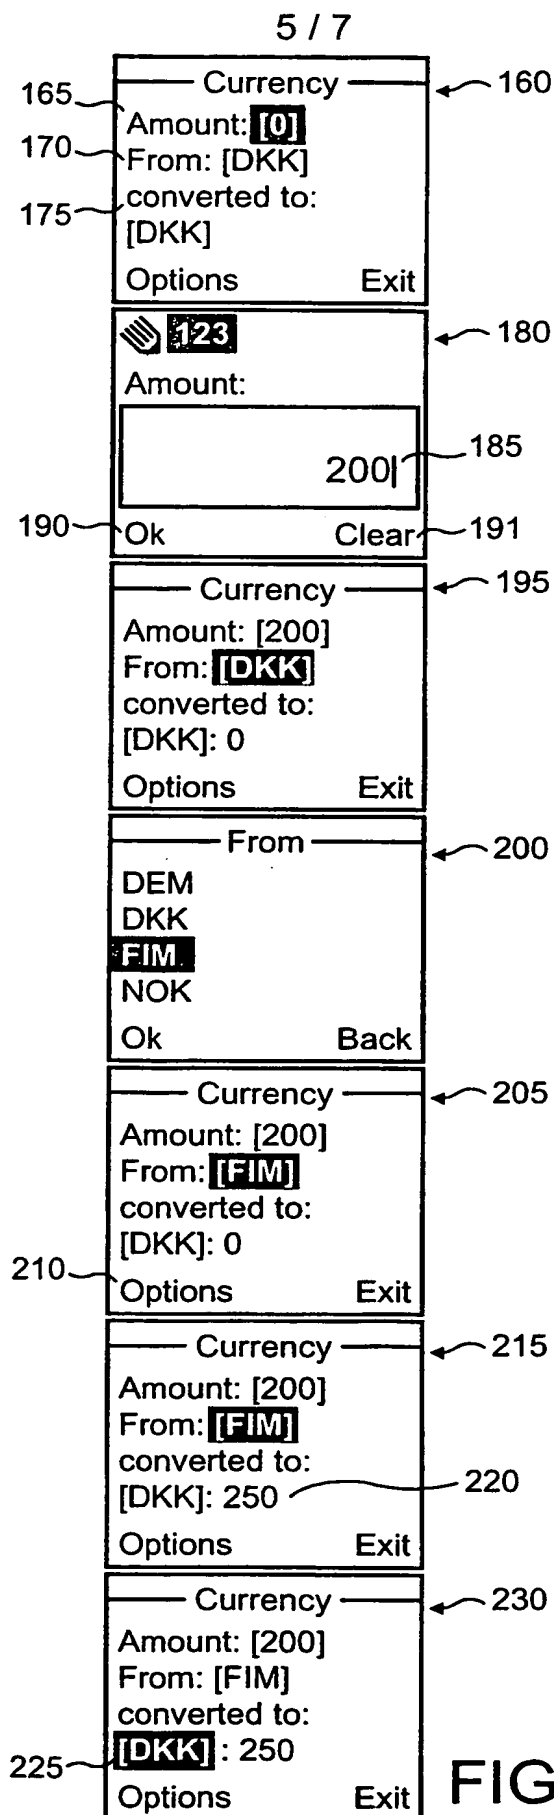 5 / 7
Currency
160
165
Amount: [0]
170
From: [DKK]
175
converted to:
[DKK]
Options Exit
123
180
Amount:
200
185
190
Ok Clear
191
Currency
195
Amount: [200]
From: [DKK]
converted to:
[DKK]: 0
Options Exit
From
200
DEM
DKK
FIM
NOK
Ok Back
Currency
205
Amount: [200]
From: [FIM]
converted to:
[DKK]: 0
210
Options Exit
Currency
215
Amount: [200]
From: [FIM]
converted to:
[DKK]: 250
220
Options Exit
Currency
230
Amount: [200]
From: [FIM]
converted to:
[DKK] : 250
225
Options Exit
FIG